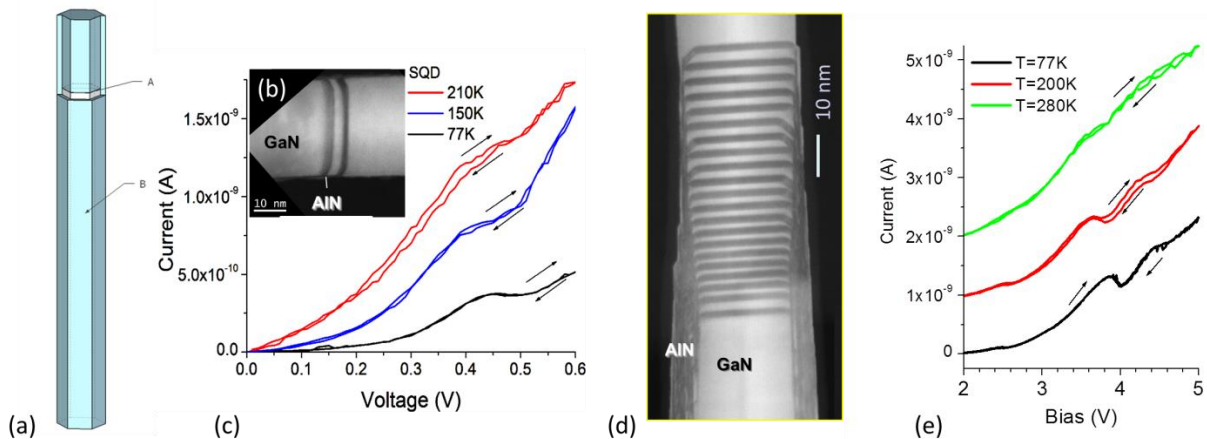 A
B
(a)
(b)
GaN
AlN
10 nm
SQD
210K
150K
77K
1.5x10⁻⁹
1.0x10⁻⁹
5.0x10⁻¹⁰
0.0
Current (A)
0.0 0.1 0.2 0.3 0.4 0.5 0.6
Voltage (V)
(c)
10 nm
AlN
GaN
(d)
T=77K
T=200K
T=280K
5x10⁻⁹
4x10⁻⁹
3x10⁻⁹
2x10⁻⁹
1x10⁻⁹
0
Current (A)
2 3 4 5
Bias (V)
(e)